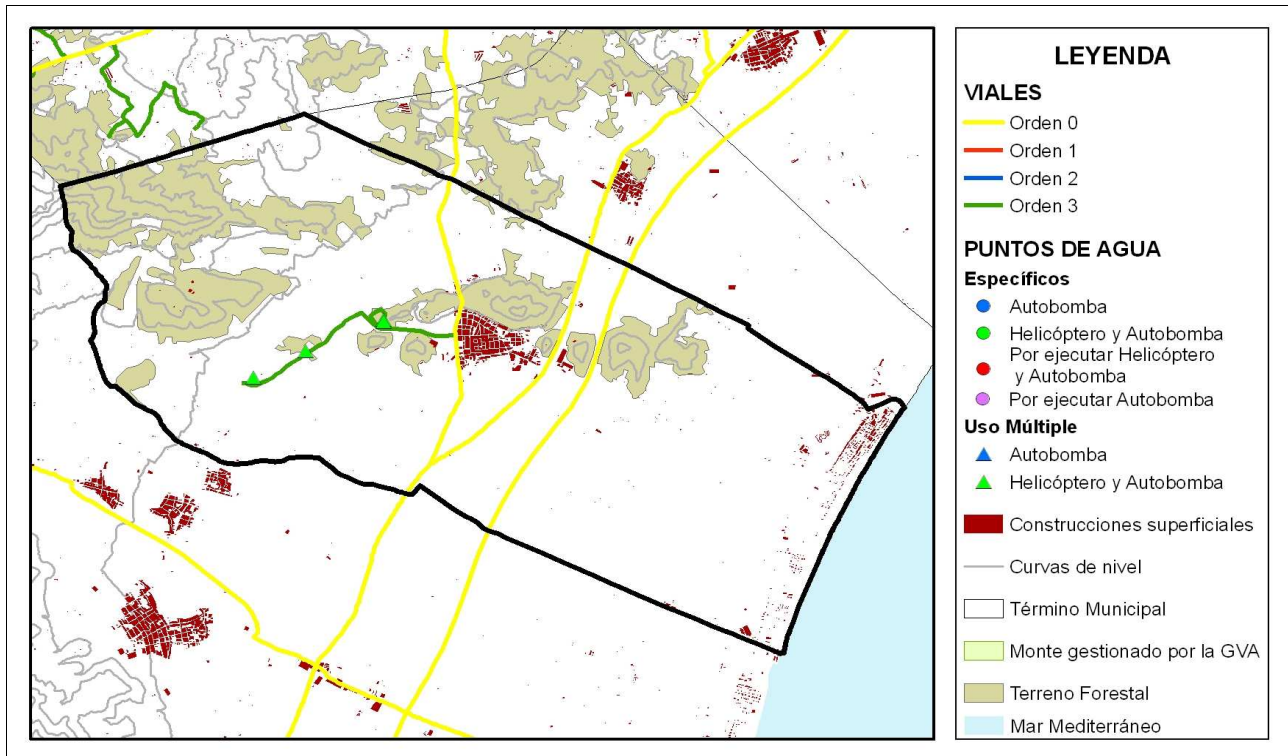 LEYENDA
VIALES
Orden 0
Orden 1
Orden 2
Orden 3
PUNTOS DE AGUA
Específicos
Autobomba
Helicóptero y Autobomba
Por ejecutar Helicóptero
y Autobomba
Por ejecutar Autobomba
Uso Múltiple
Autobomba
Helicóptero y Autobomba
Construcciones superficiales
Curvas de nivel
Término Municipal
Monte gestionado por la GVA
Terreno Forestal
Mar Mediterráneo